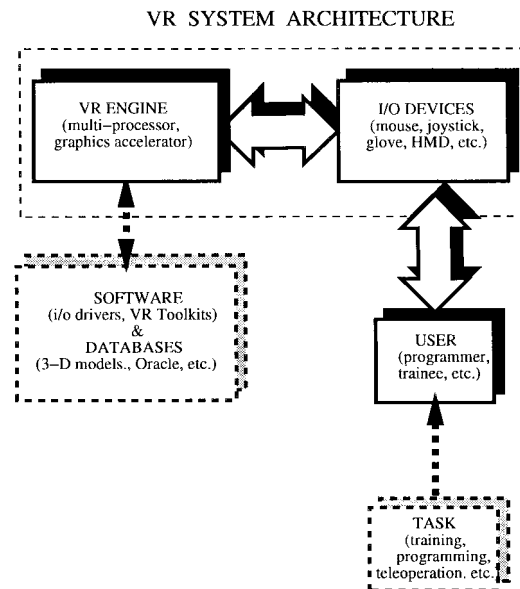 VR SYSTEM ARCHITECTURE
VR ENGINE
(multi-processor,
graphics accelerator)
I/O DEVICES
(mouse, joystick,
glove, HMD, etc.)
SOFTWARE
(i/o drivers, VR Toolkits)
&
DATABASES
(3-D models., Oracle, etc.)
USER
(programmer,
trainee, etc.)
TASK
(training,
programming,
teleoperation, etc.)